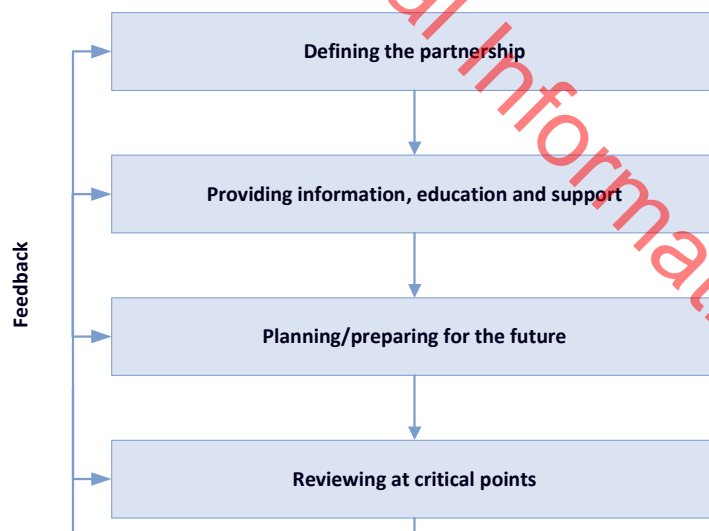 Defining the partnership
Providing information, education and support
Feedback
Planning/preparing for the future
Reviewing at critical points